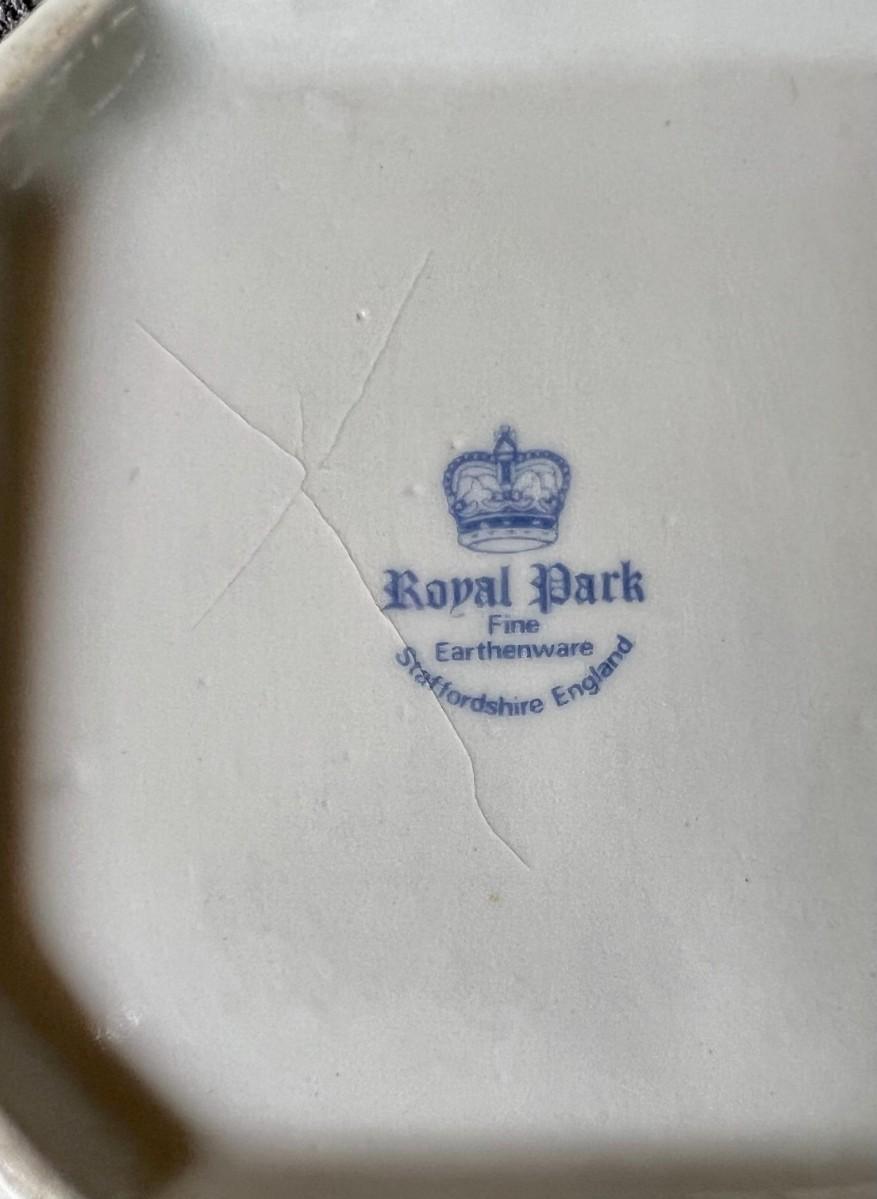 Royal Park
Fine
Earthenware
Staffordshire England